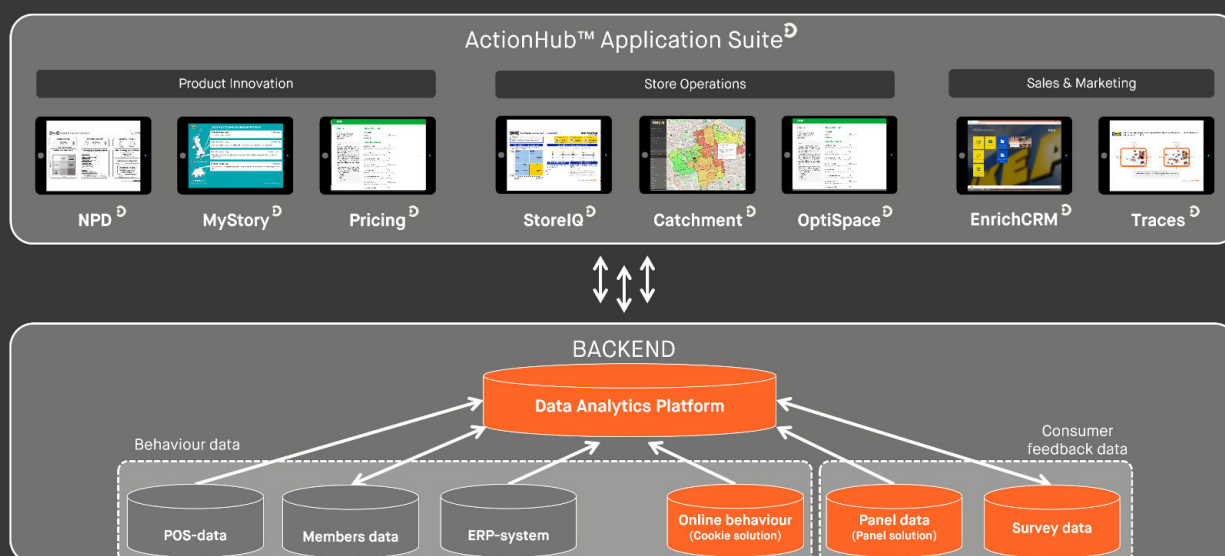 ActionHub™ Application Suite
Product Innovation
Store Operations
Sales & Marketing
NPD
MyStory
Pricing
StoreIQ
Catchment
OptiSpace
EnrichCRM
Traces
BACKEND
Data Analytics Platform
Behaviour data
Consumer
feedback data
POS-data
Members data
ERP-system
Online behaviour
(Cookie solution)
Panel data
(Panel solution)
Survey data